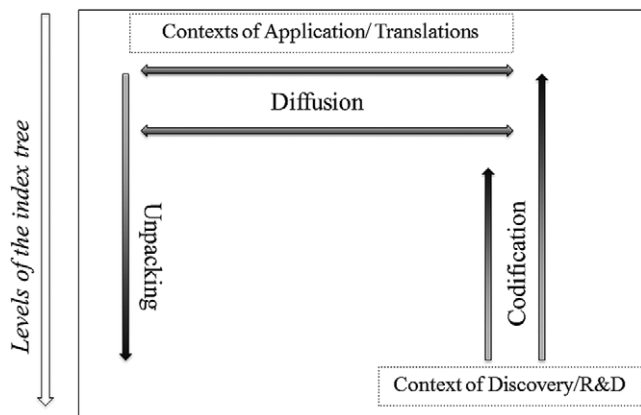 Contexts of Application/ Translations
Diffusion
Levels of the index tree
Unpacking
Codification
Context of Discovery/R&D